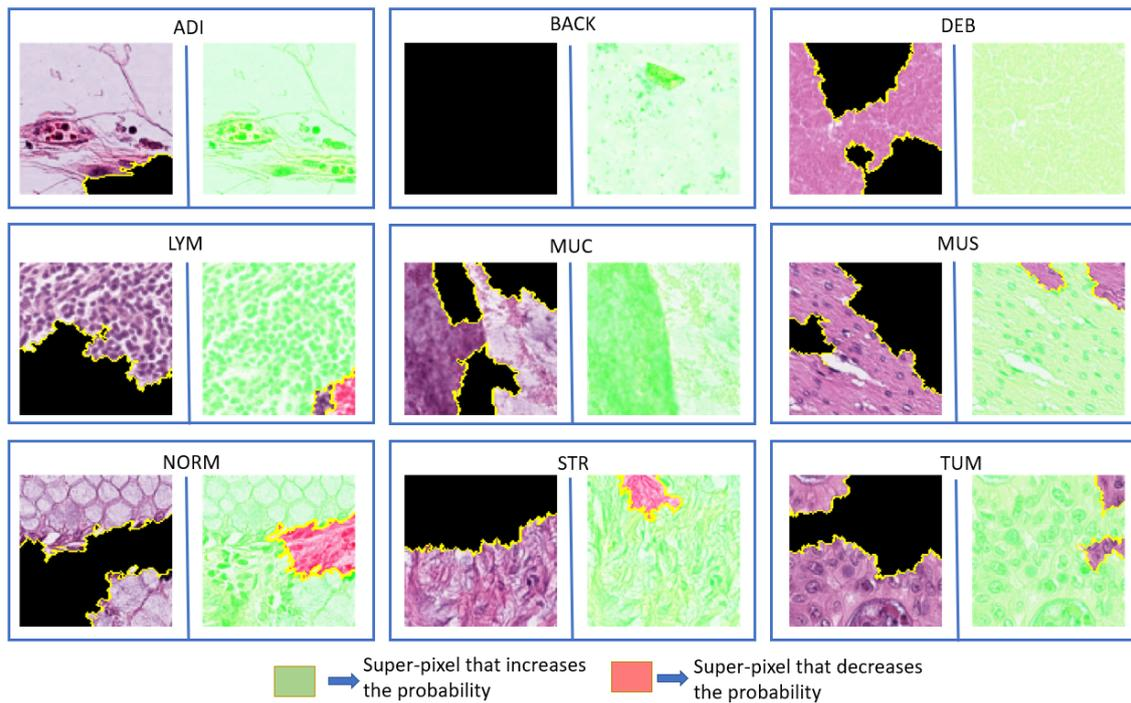 ADI
BACK
DEB
LYM
MUC
MUS
NORM
STR
TUM
Super-pixel that increases
the probability
Super-pixel that decreases
the probability